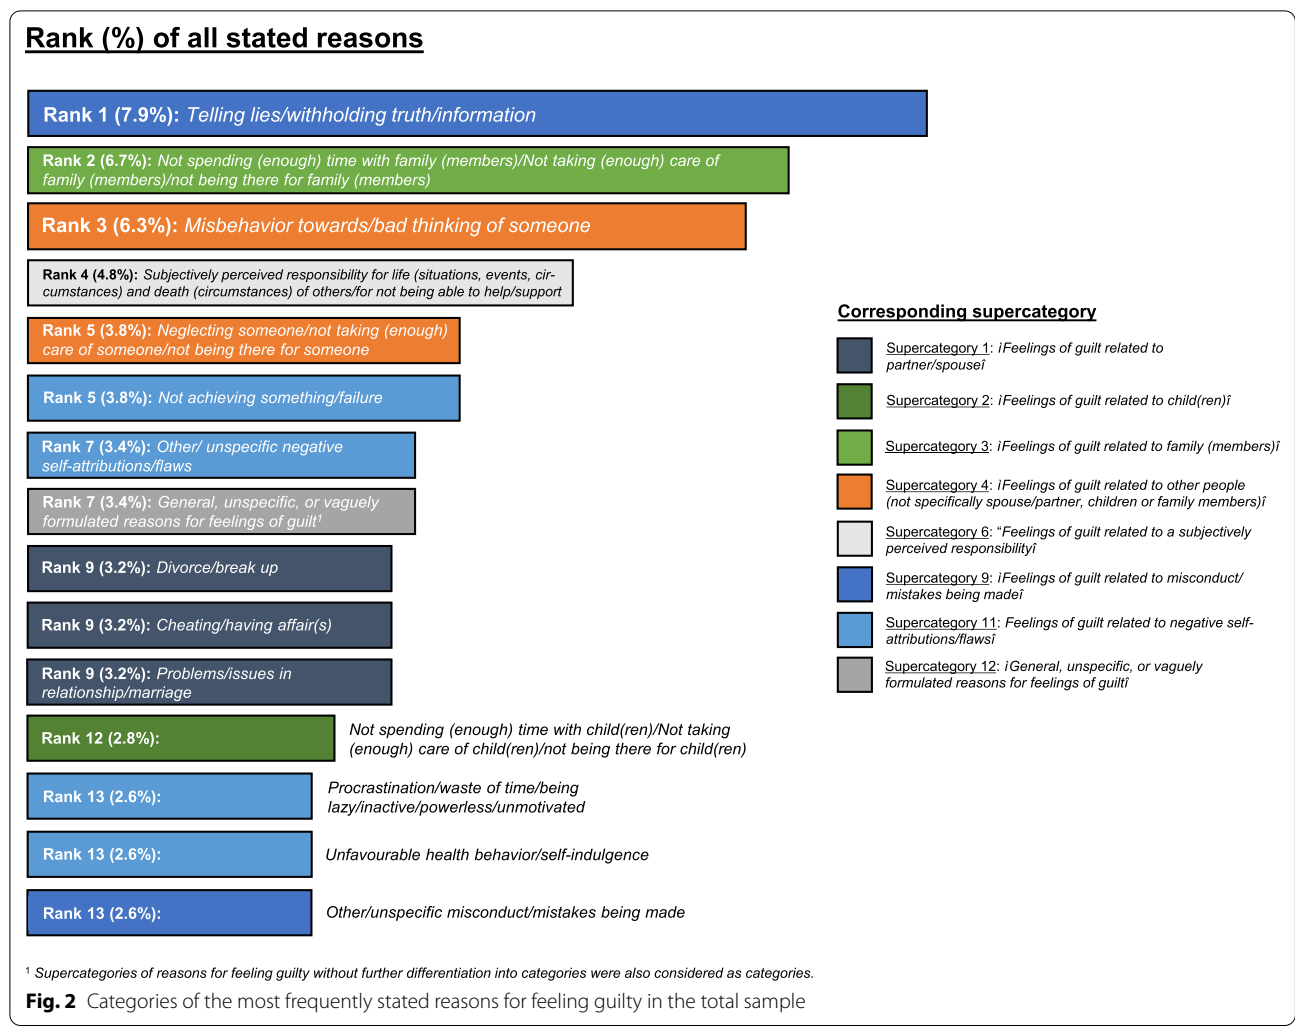 Rank (%) of all stated reasons
Rank 1 (7.9%): Telling lies/withholding truth/information
Rank 2 (6.7%): Not spending (enough) time with family (members)/Not taking (enough) care of
family (members)/not being there for family (members)
Rank 3 (6.3%): Misbehavior towards/bad thinking of someone
Rank 4 (4.8%): Subjectively perceived responsibility for life (situations, events, cir-
cumstances) and death (circumstances) of others/for not being able to help/support
Rank 5 (3.8%): Neglecting someone/not taking (enough)
care of someone/not being there for someone
Rank 5 (3.8%): Not achieving something/failure
Rank 7 (3.4%): Other/ unspecific negative
self-attributions/flaws
Rank 7 (3.4%): General, unspecific, or vaguely
formulated reasons for feelings of guilt¹
Rank 9 (3.2%): Divorce/break up
Rank 9 (3.2%): Cheating/having affair(s)
Rank 9 (3.2%): Problems/issues in
relationship/marriage
Rank 12 (2.8%):
Not spending (enough) time with child(ren)/Not taking
(enough) care of child(ren)/not being there for child(ren)
Rank 13 (2.6%):
Procrastination/waste of time/being
lazy/inactive/powerless/unmotivated
Rank 13 (2.6%):
Unfavourable health behavior/self-indulgence
Rank 13 (2.6%):
Other/unspecific misconduct/mistakes being made
Corresponding supercategory
Supercategory 1: ìFeelings of guilt related to
partner/spouseî
Supercategory 2: ìFeelings of guilt related to child(ren)î
Supercategory 3: ìFeelings of guilt related to family (members)î
Supercategory 4: ìFeelings of guilt related to other people
(not specifically spouse/partner, children or family members)î
Supercategory 6: “Feelings of guilt related to a subjectively
perceived responsibilityî
Supercategory 9: ìFeelings of guilt related to misconduct/
mistakes being madeî
Supercategory 11: Feelings of guilt related to negative self-
attributions/flawsî
Supercategory 12: ìGeneral, unspecific, or vaguely
formulated reasons for feelings of guiltî
¹ Supercategories of reasons for feeling guilty without further differentiation into categories were also considered as categories.
Fig. 2 Categories of the most frequently stated reasons for feeling guilty in the total sample